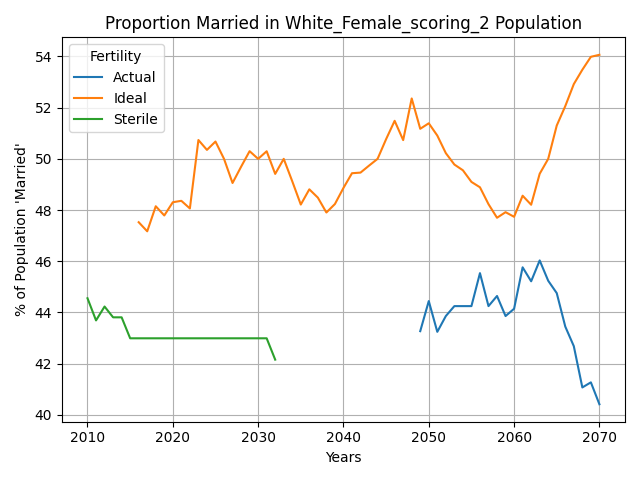 Proportion Married in White_Female_scoring_2 Population
Fertility
Actual
Ideal
Sterile
% of Population 'Married'
54
52
50
48
46
44
42
40
2010 2020 2030 2040 2050 2060 2070
Years